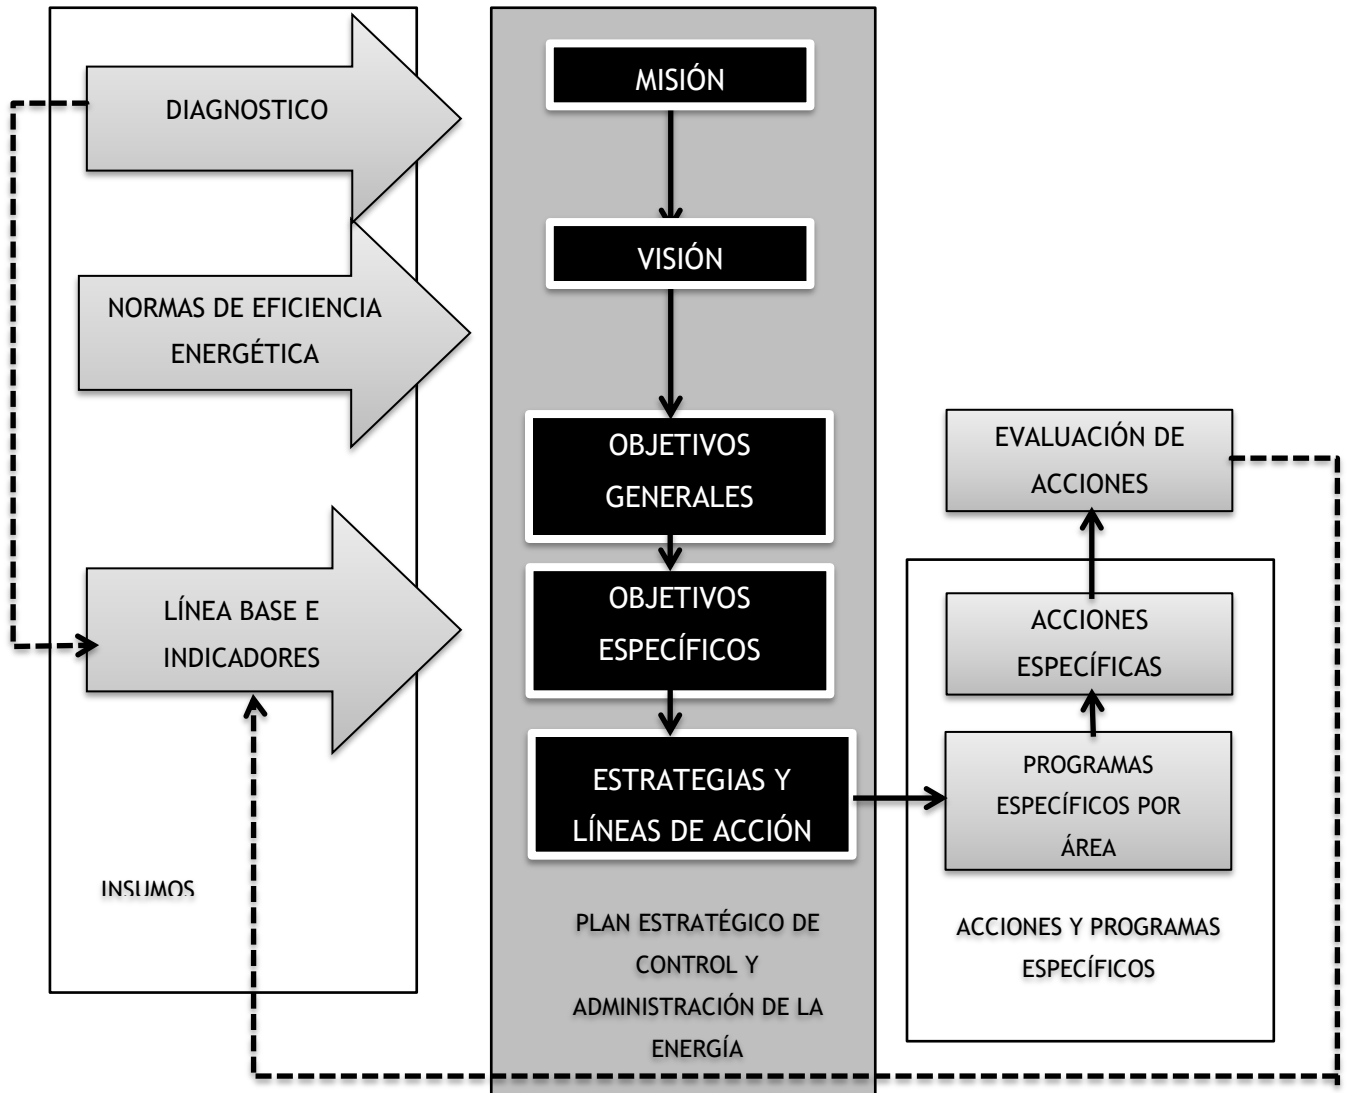 DIAGNOSTICO
NORMAS DE EFICIENCIA
ENERGÉTICA
LÍNEA BASE E
INDICADORES
INSUMOS
MISIÓN
VISIÓN
OBJETIVOS
GENERALES
OBJETIVOS
ESPECÍFICOS
ESTRATEGIAS Y
LÍNEAS DE ACCIÓN
PLAN ESTRATÉGICO DE
CONTROL Y
ADMINISTRACIÓN DE LA
ENERGÍA
EVALUACIÓN DE
ACCIONES
ACCIONES
ESPECÍFICAS
PROGRAMAS
ESPECÍFICOS POR
ÁREA
ACCIONES Y PROGRAMAS
ESPECÍFICOS